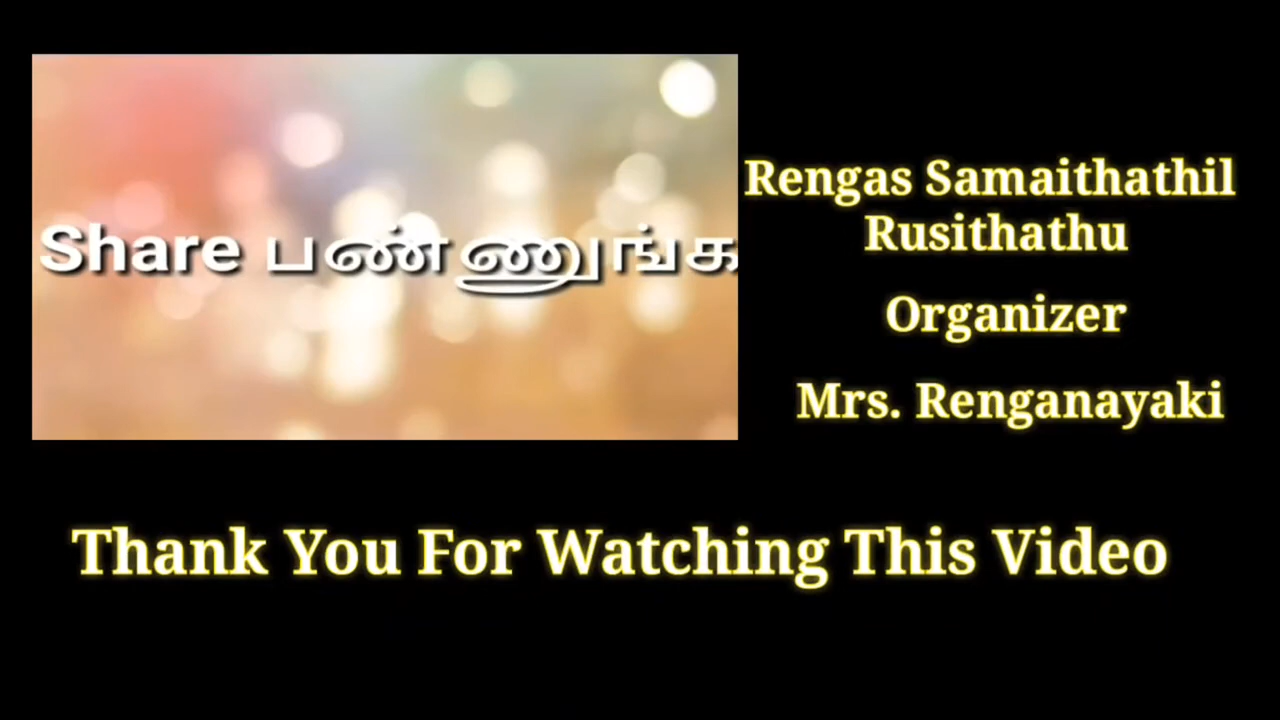 Share பண்ணுங்க
Rengas Samaithathil
Rusithathu
Organizer
Mrs. Renganayaki
Thank You For Watching This Video